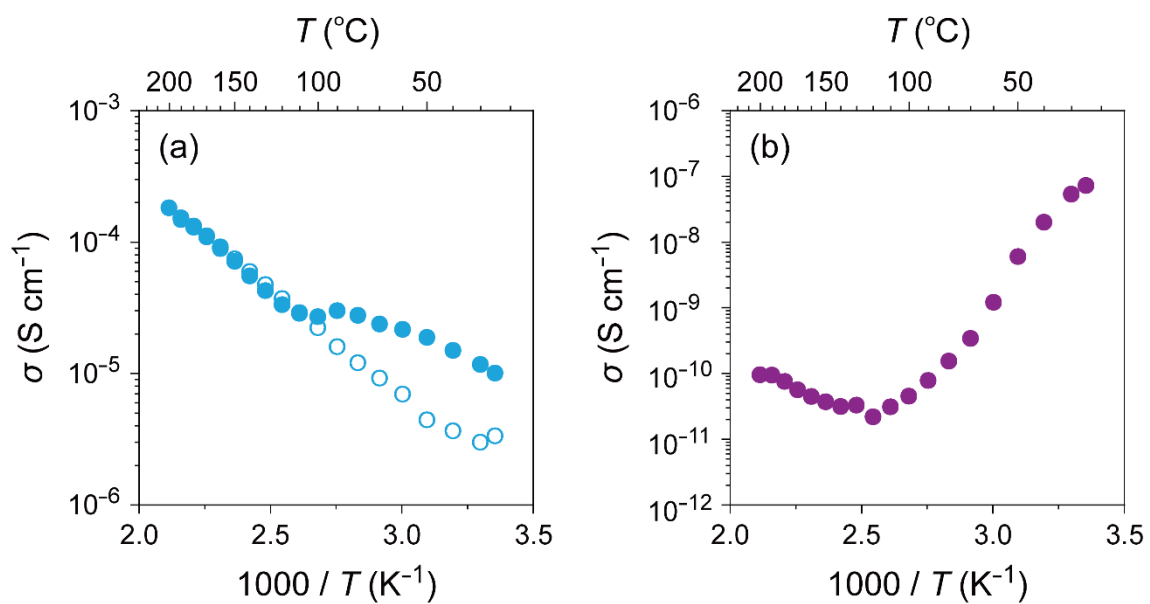 T (°C)
200 150 100 50
10⁻³
(a)
10⁻⁴
σ (S cm⁻¹)
10⁻⁵
10⁻⁶
2.0 2.5 3.0 3.5
1000 / T (K⁻¹)
T (°C)
200 150 100 50
10⁻⁶
(b)
10⁻⁷
10⁻⁸
σ (S cm⁻¹)
10⁻⁹
10⁻¹⁰
10⁻¹¹
10⁻¹²
2.0 2.5 3.0 3.5
1000 / T (K⁻¹)